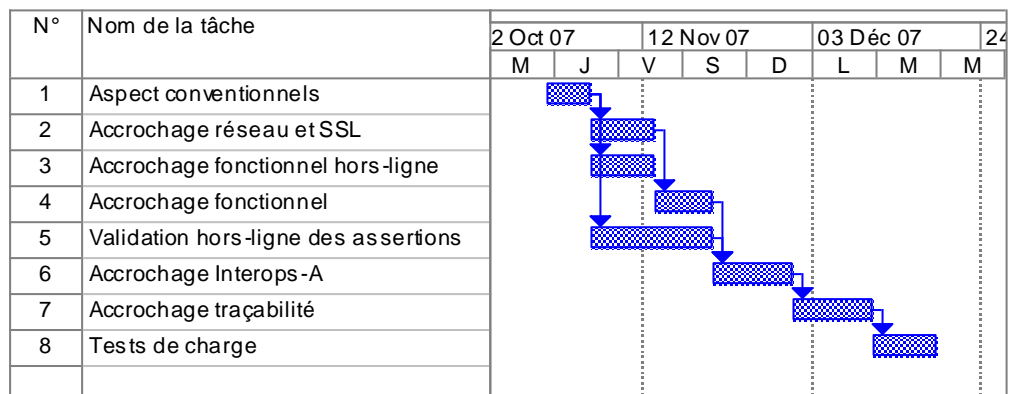 N° Nom de la tâche
2 Oct 07 12 Nov 07 03 Déc 07 24
M J V S D L M M
1 Aspect conventionnels
2 Accrochage réseau et SSL
3 Accrochage fonctionnel hors-ligne
4 Accrochage fonctionnel
5 Validation hors-ligne des assertions
6 Accrochage Interops-A
7 Accrochage traçabilité
8 Tests de charge